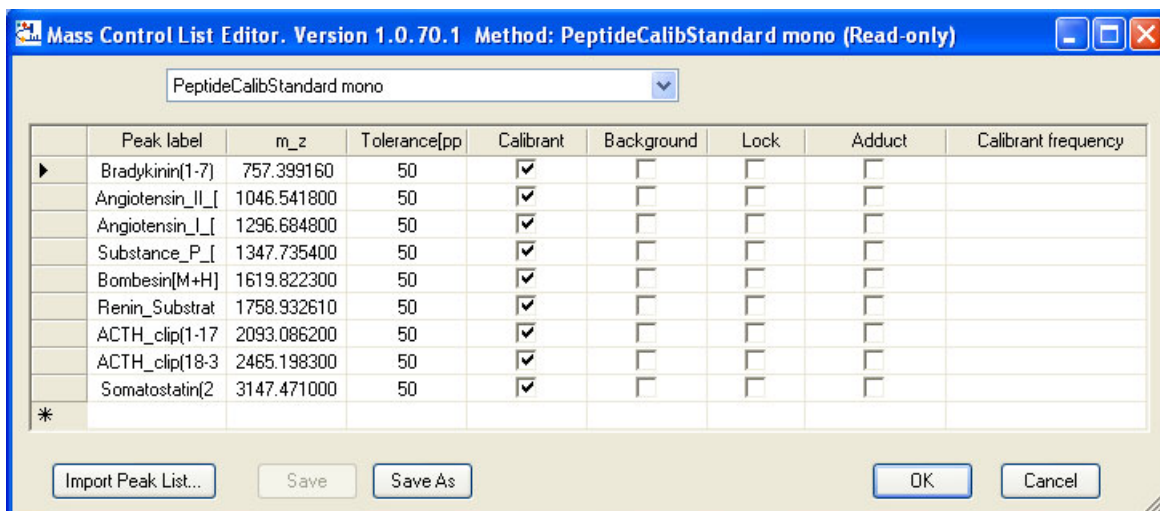 Mass Control List Editor. Version 1.0.70.1 Method: PeptideCalibStandard mono (Read-only)
PeptideCalibStandard mono
Peak label m_z Tolerance[pp Calibrant Background Lock Adduct Calibrant frequency
Bradykinin(1-7) 757.399160 50
Angiotensin_II_[ 1046.541800 50
Angiotensin_I_[ 1296.684800 50
Substance_P_[ 1347.735400 50
Bombesin[M+H] 1619.822300 50
Renin_Substrat 1758.932610 50
ACTH_clip(1-17 2093.086200 50
ACTH_clip(18-3 2465.198300 50
Somatostatin(2 3147.471000 50
Import Peak List... Save Save As OK Cancel